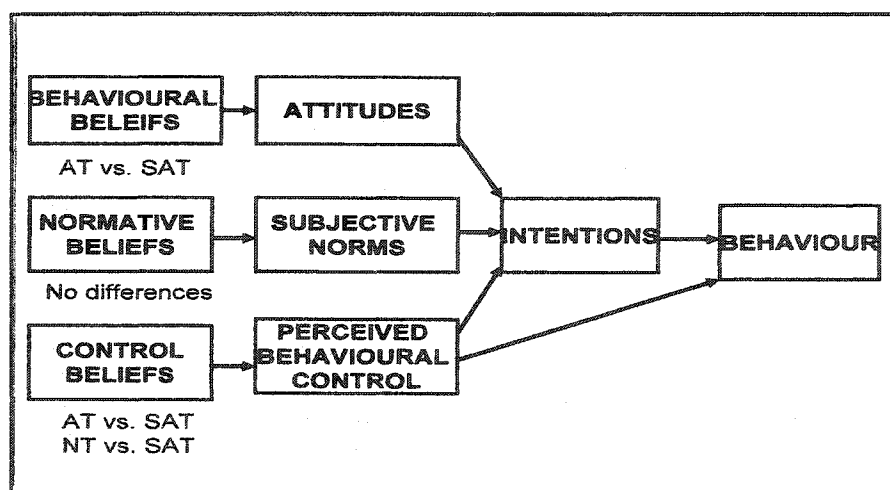 BEHAVIOURAL
BELEIFS
ATTITUDES
AT vs. SAT
NORMATIVE
BELIEFS
SUBJECTIVE
NORMS
INTENTIONS
BEHAVIOUR
No differences
CONTROL
BELIEFS
PERCEIVED
BEHAVIOURAL
CONTROL
AT vs. SAT
NT vs. SAT